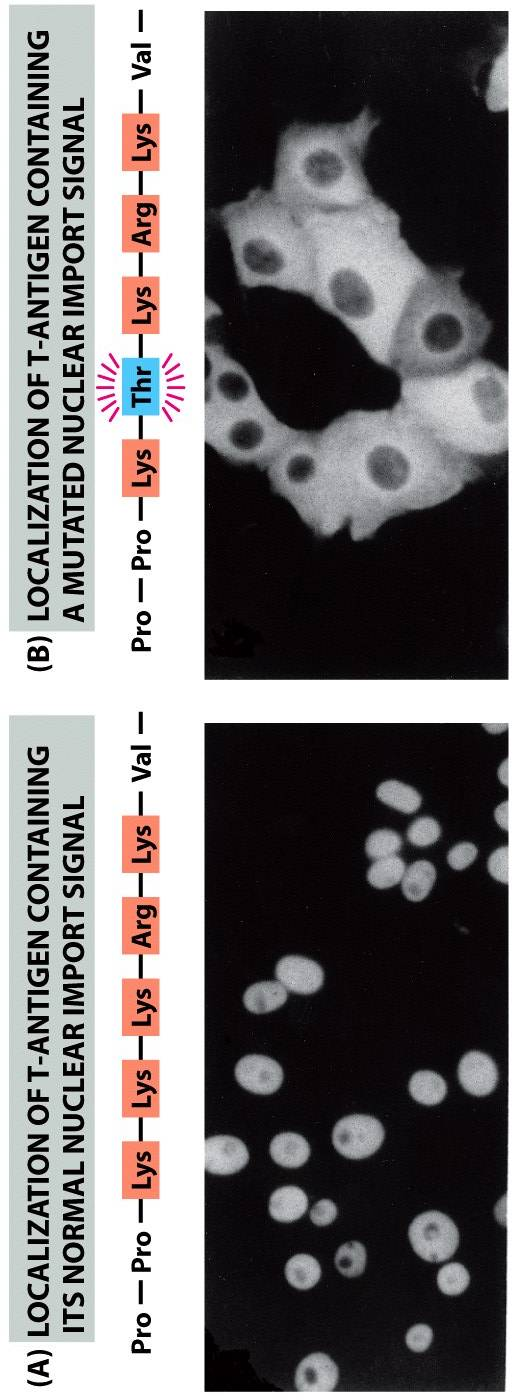 (A) LOCALIZATION OF T-ANTIGEN CONTAINING
ITS NORMAL NUCLEAR IMPORT SIGNAL
Pro — Pro — Lys — Lys — Lys — Arg — Lys — Val —
(B) LOCALIZATION OF T-ANTIGEN CONTAINING
A MUTATED NUCLEAR IMPORT SIGNAL
Pro — Pro — Lys — Thr — Lys — Arg — Lys — Val —